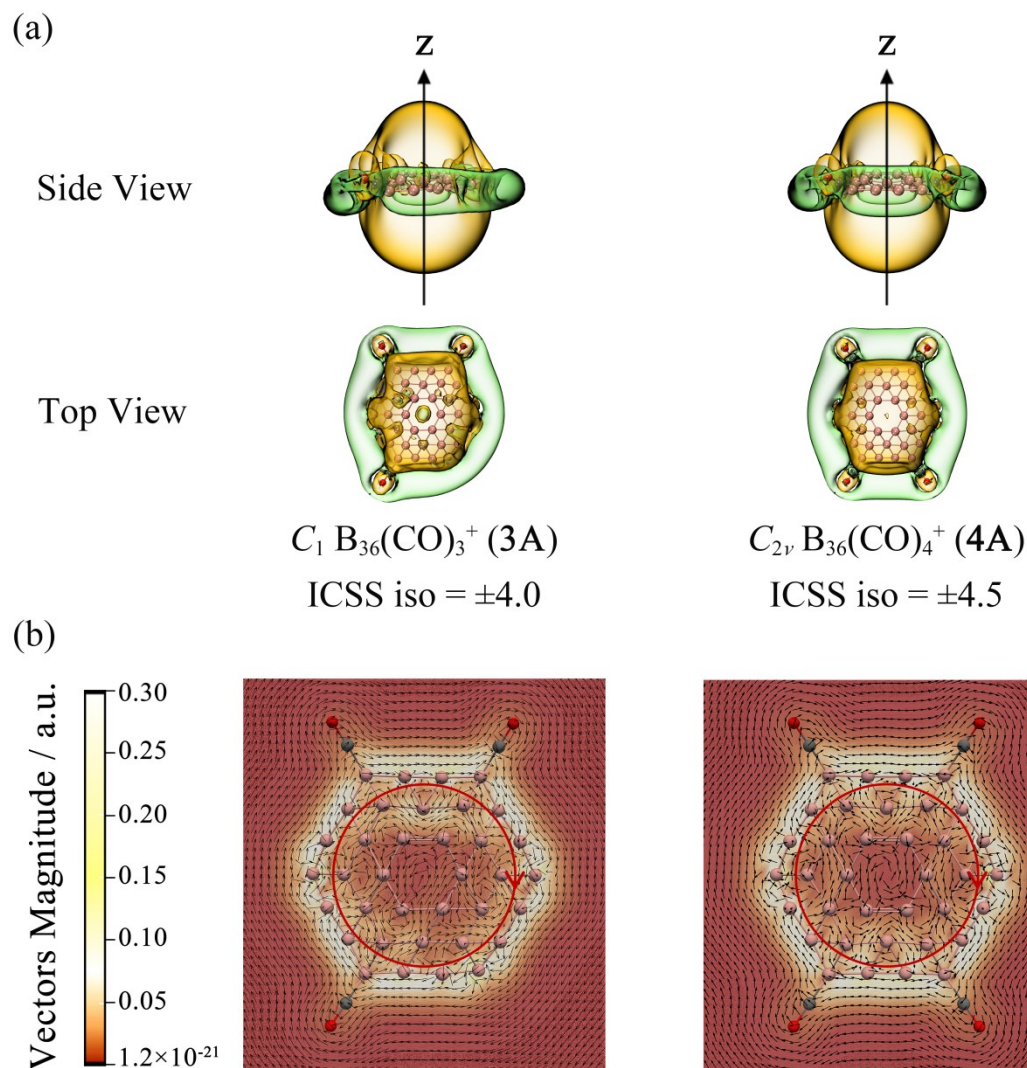 (a)
z z
Side View
Top View
C₁ B₃₆(CO)₃⁺ (3A) C₂ᵥ B₃₆(CO)₄⁺ (4A)
ICSS iso = ±4.0 ICSS iso = ±4.5
(b)
Vectors Magnitude / a.u.
0.30
0.25
0.20
0.15
0.10
0.05
1.2×10⁻²¹